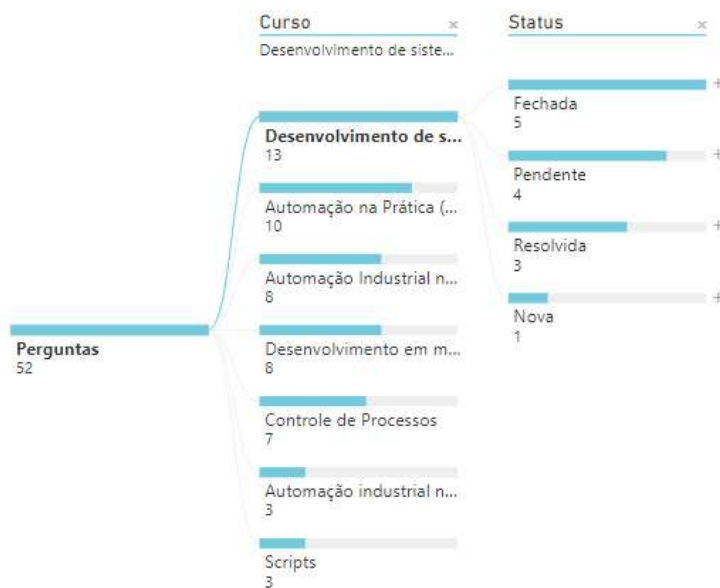 Curso ×
Desenvolvimento de siste...
Status ×
Perguntas
52
Desenvolvimento de s...
13
Automação na Prática (...
10
Automação Industrial n...
8
Desenvolvimento em m...
8
Controle de Processos
7
Automação industrial n...
3
Scripts
3
Fechada
5
Pendente
4
Resolvida
3
Nova
1